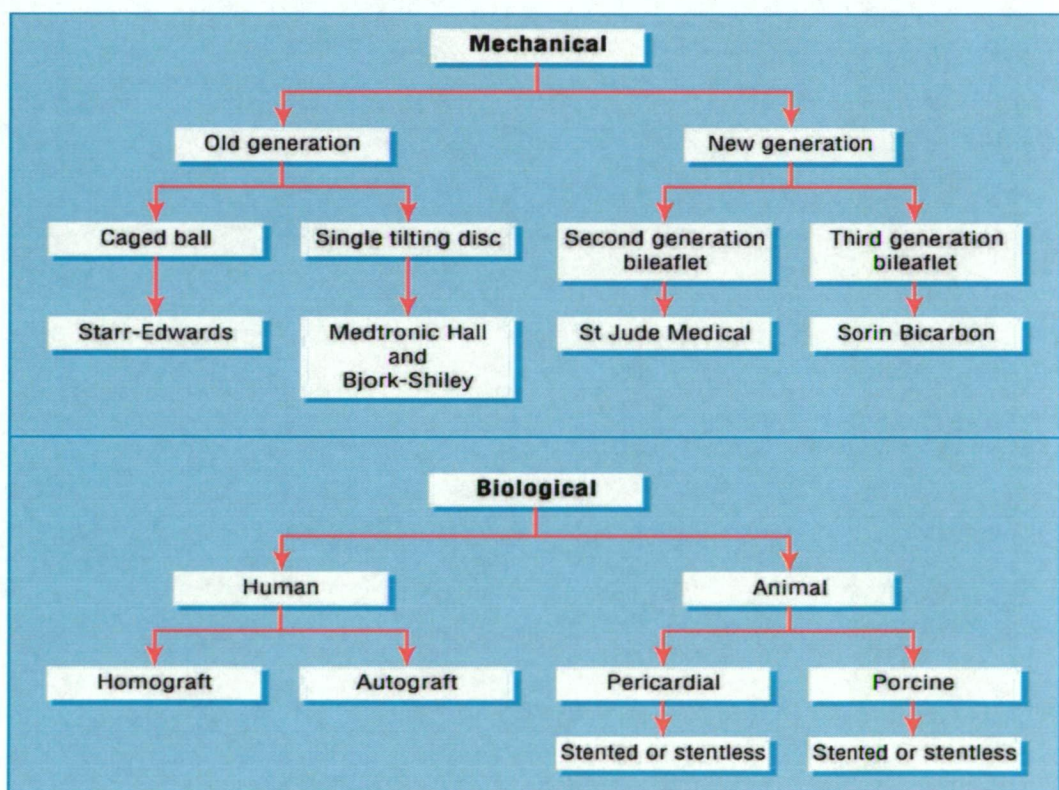 Mechanical
Old generation
New generation
Caged ball
Single tilting disc
Second generation
bileaflet
Third generation
bileaflet
Starr-Edwards
Medtronic Hall
and
Bjork-Shiley
St Jude Medical
Sorin Bicarbon
Biological
Human
Animal
Homograft
Autograft
Pericardial
Porcine
Stented or stentless
Stented or stentless